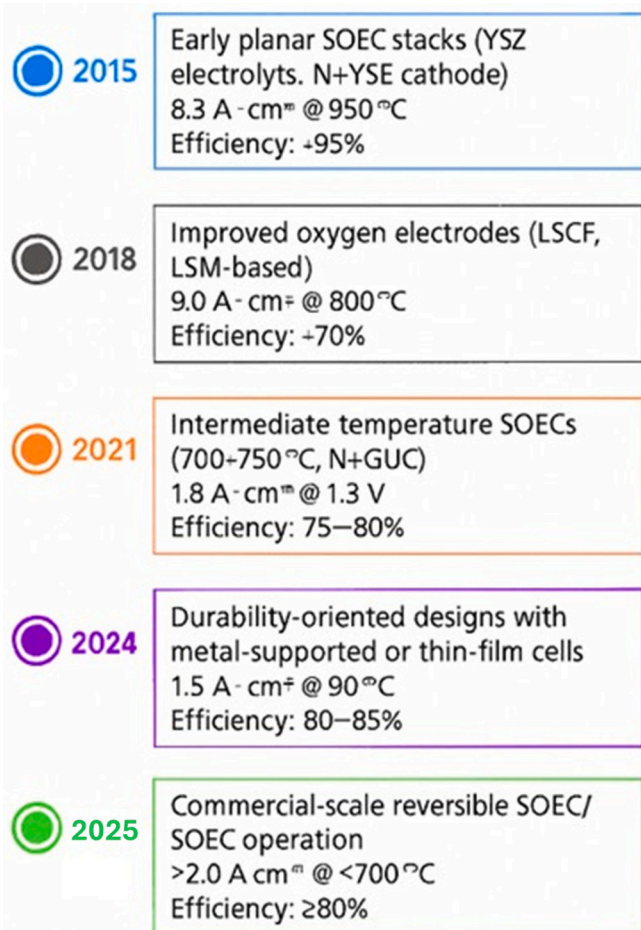 2015
Early planar SOEC stacks (YSZ
electrolyts. N+YSE cathode)
8.3 A-cm @ 950 °C
Efficiency: +95%
2018
Improved oxygen electrodes (LSCF,
LSM-based)
9.0 A-cm @ 800 °C
Efficiency: +70%
2021
Intermediate temperature SOECs
(700+750 °C, N+GUC)
1.8 A-cm @ 1.3 V
Efficiency: 75–80%
2024
Durability-oriented designs with
metal-supported or thin-film cells
1.5 A-cm @ 90 °C
Efficiency: 80–85%
2025
Commercial-scale reversible SOEC/
SOEC operation
>2.0 A cm @ <700 °C
Efficiency: ≥80%